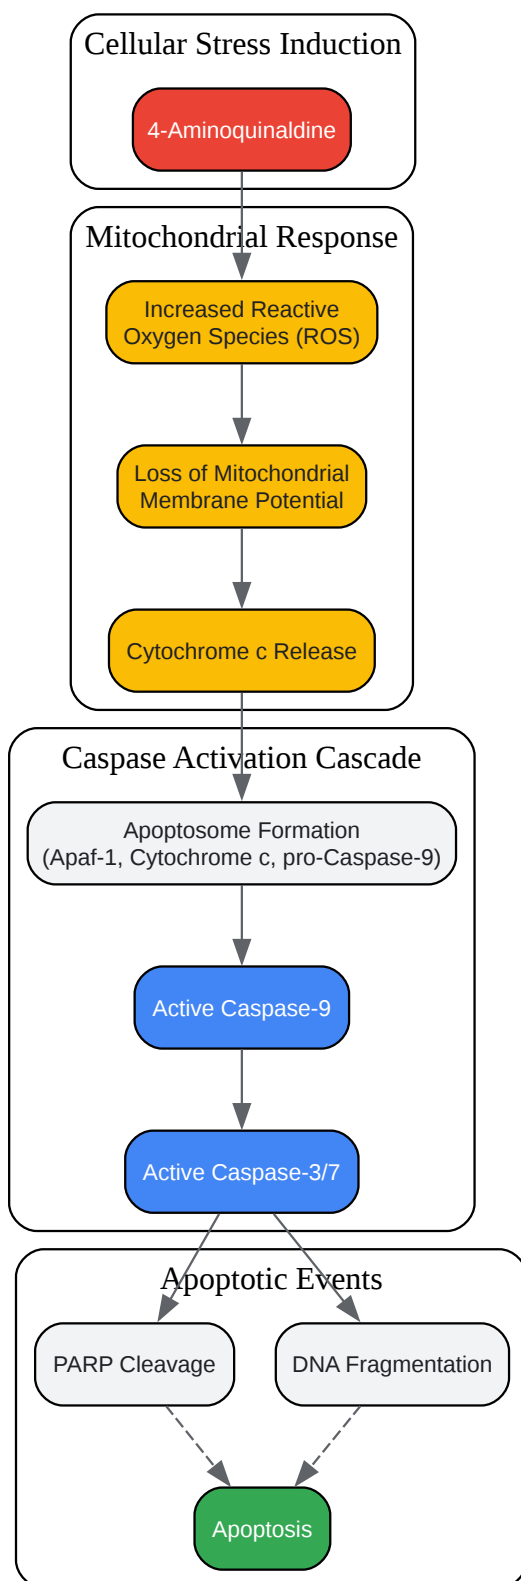 Cellular Stress Induction
4-Aminoquinaldine
Mitochondrial Response
Increased Reactive
Oxygen Species (ROS)
Loss of Mitochondrial
Membrane Potential
Cytochrome c Release
Caspase Activation Cascade
Apoptosome Formation
(Apaf-1, Cytochrome c, pro-Caspase-9)
Active Caspase-9
Active Caspase-3/7
Apoptotic Events
PARP Cleavage
DNA Fragmentation
Apoptosis